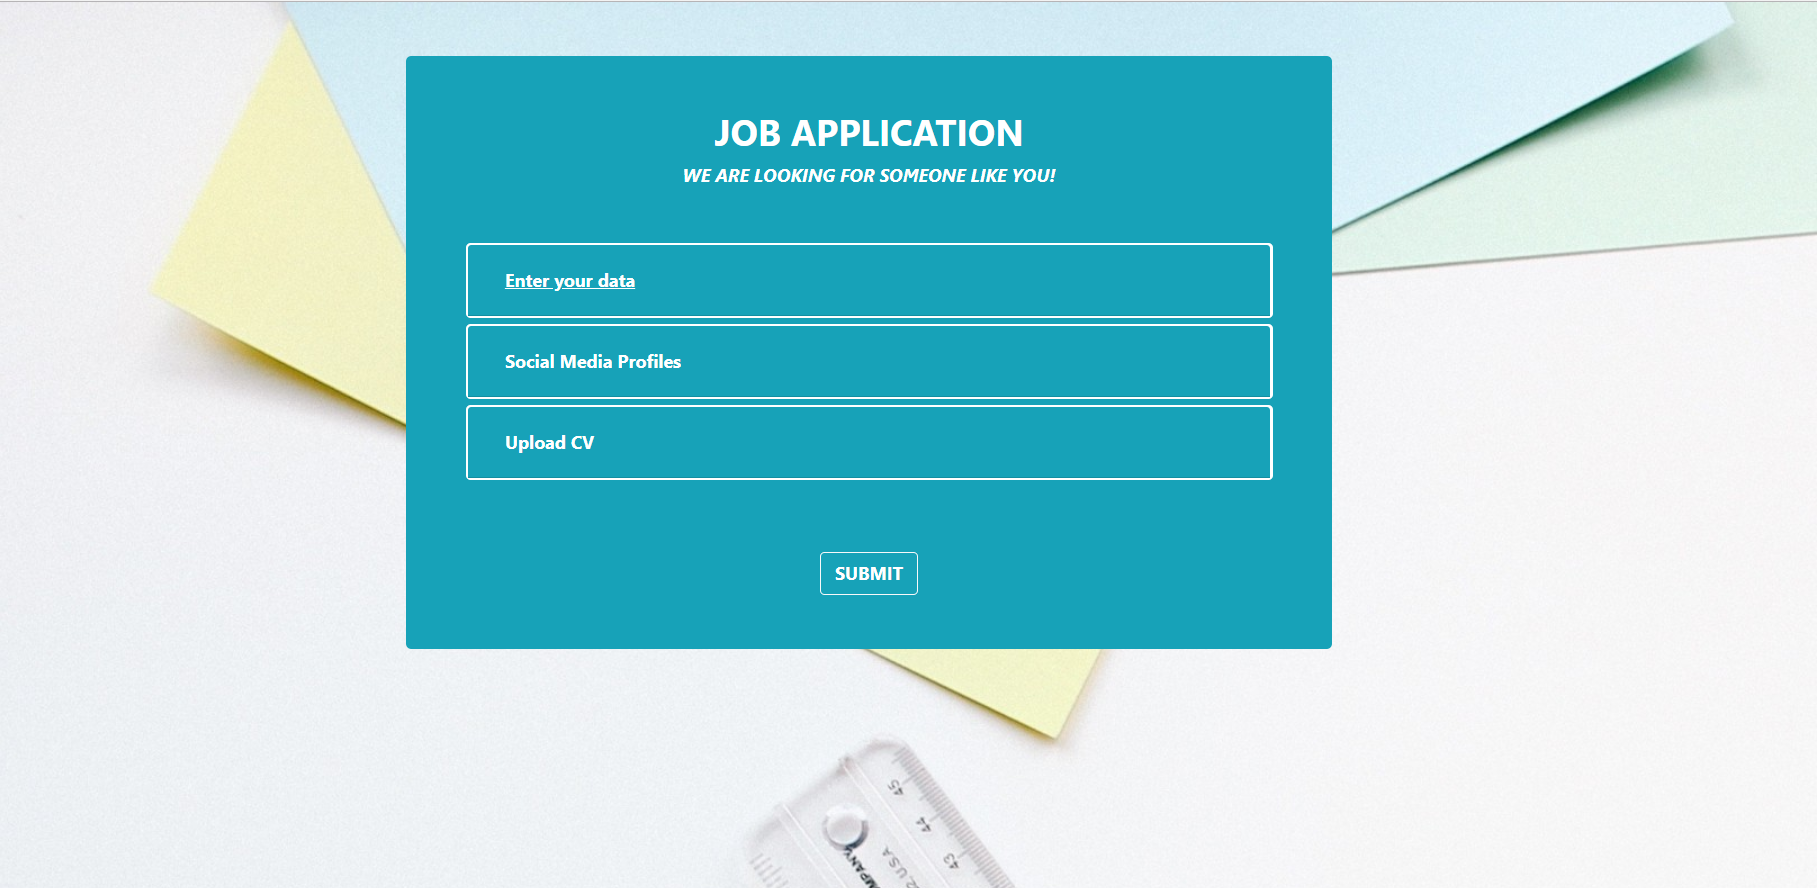 JOB APPLICATION
WE ARE LOOKING FOR SOMEONE LIKE YOU!
Enter your data
Social Media Profiles
Upload CV
SUBMIT
45
44
43
U.S.A